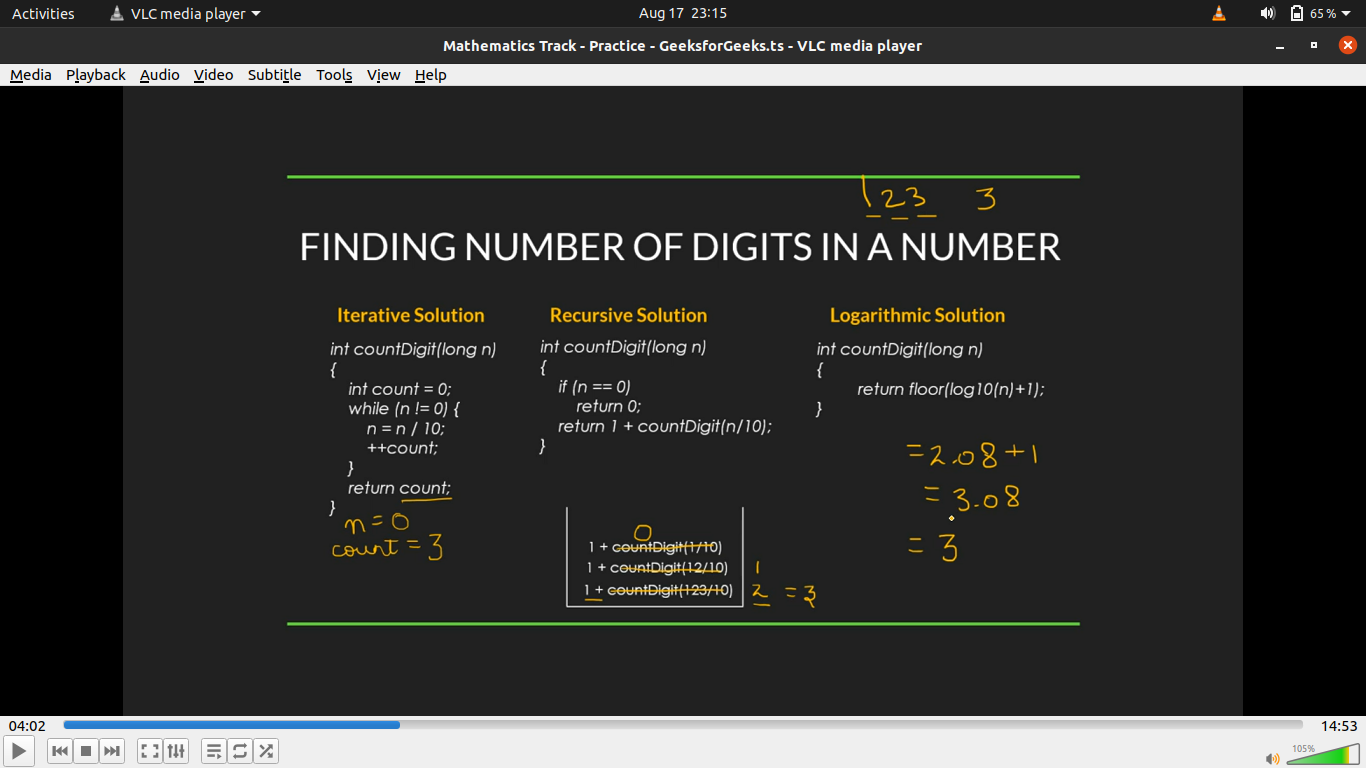 Activities VLC media player Aug 17 23:15 65 %
Mathematics Track - Practice - GeeksforGeeks.ts - VLC media player
Media Playback Audio Video Subtitle Tools View Help
123 3
FINDING NUMBER OF DIGITS IN A NUMBER
Iterative Solution
int countDigit(long n)
{
int count = 0;
while (n != 0) {
n = n / 10;
++count;
}
return count;
}
n = 0
count = 3
Recursive Solution
int countDigit(long n)
{
if (n == 0)
return 0;
return 1 + countDigit(n/10);
}
0
1 + countDigit(1/10)
1 + countDigit(12/10) 1
1 + countDigit(123/10) 2 = 3
Logarithmic Solution
int countDigit(long n)
{
return floor(log10(n)+1);
}
= 2.08 + 1
= 3.08
= 3
04:02 14:53
105%